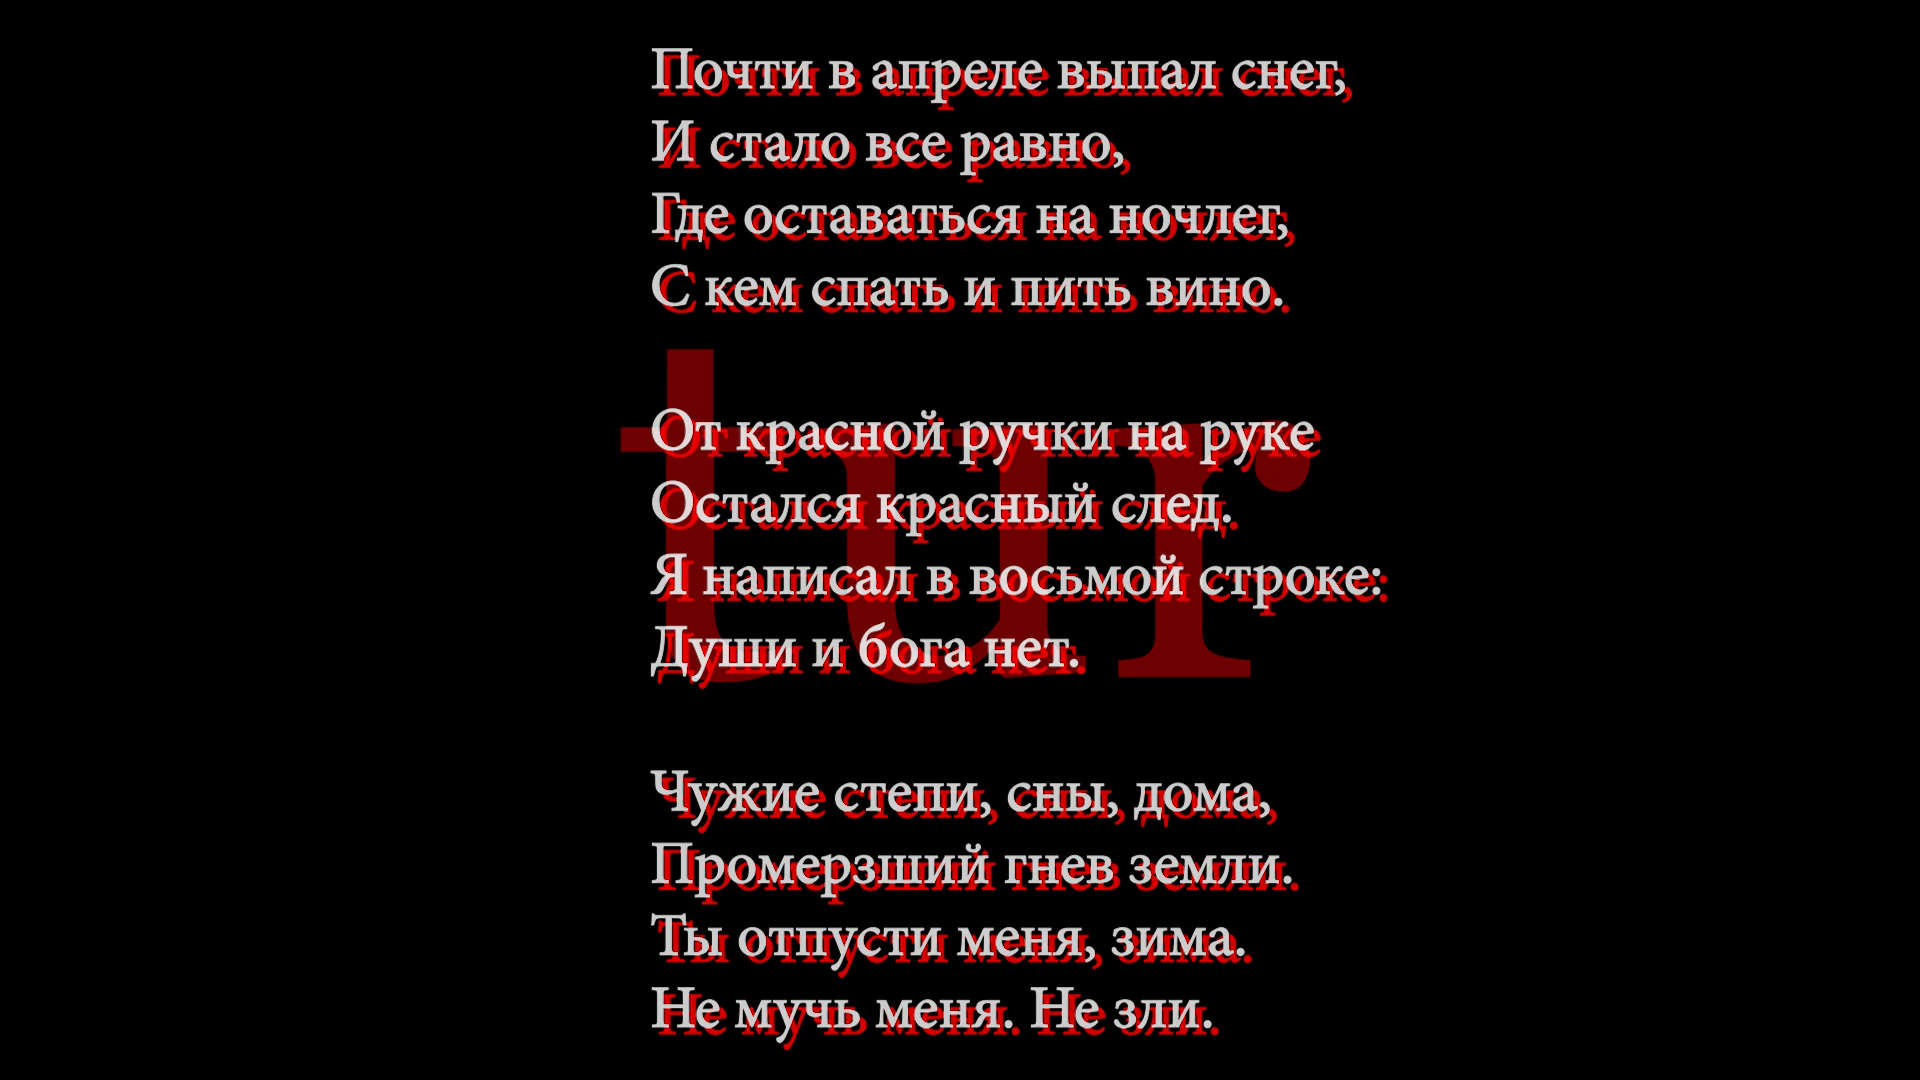 Почти в апреле выпал снег,
И стало все равно,
Где оставаться на ночлег,
С кем спать и пить вино.
tur
От красной ручки на руке
Остался красный след.
Я написал в восьмой строке:
Души и бога нет.
Чужие степи, сны, дома,
Промерзший гнев земли.
Ты отпусти меня, зима.
Не мучь меня. Не зли.